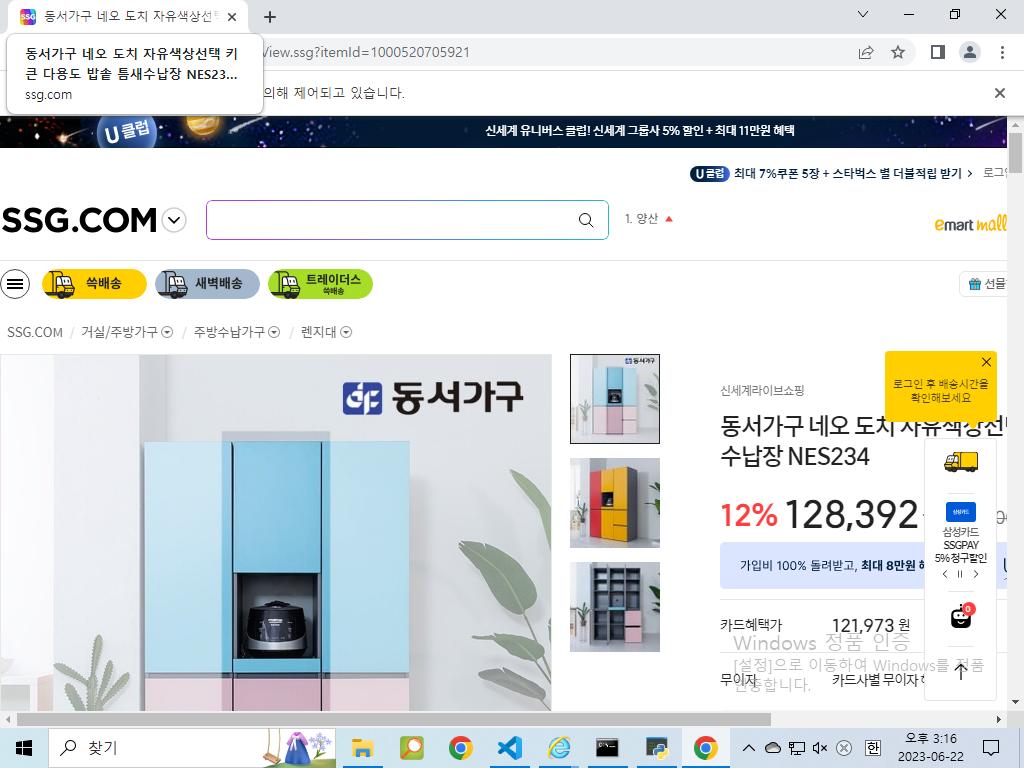 동서가구 네오 도치 자유색상선택
동서가구 네오 도치 자유색상선택 키
큰 다용도 밥솥 틈새수납장 NES23...
ssg.com
View.ssg?itemId=1000520705921
의해 제어되고 있습니다.
U클럽
신세계 유니버스 클럽! 신세계 그룹사 5% 할인 + 최대 11만원 혜택
U클럽 최대 7%쿠폰 5장 + 스타벅스 별 더블적립 받기 > 로그인
SSG.COM
1. 양산
emart mall
쓱배송
새벽배송
트레이더스
쓱배송
선물
SSG.COM / 거실/주방가구 / 주방수납가구 / 렌지대
동서가구
동서가구
신세계라이브쇼핑
동서가구 네오 도치 자유색상선
수납장 NES234
로그인 후 배송시간을
확인해보세요
12% 128,392
가입비 100% 돌려받고, 최대 8만원
삼성카드
삼성카드
SSGPAY
5% 청구할인
카드혜택가 121,973 원
0
무이자 카드사별 무이자
Windows 정품 인증
[설정]으로 이동하여 Windows를 정품
인증합니다.
찾기
한
오후 3:16
2023-06-22